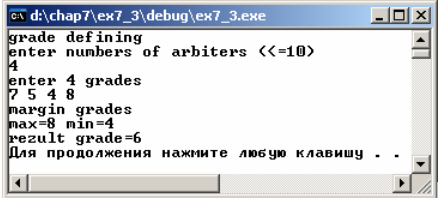 d:\chap7\ex7_3\debug\ex7_3.exe
grade defining
enter numbers of arbiters (<=10)
4
enter 4 grades
7 5 4 8
margin grades
max=8 min=4
rezult grade=6
Для продолжения нажмите любую клавишу . .